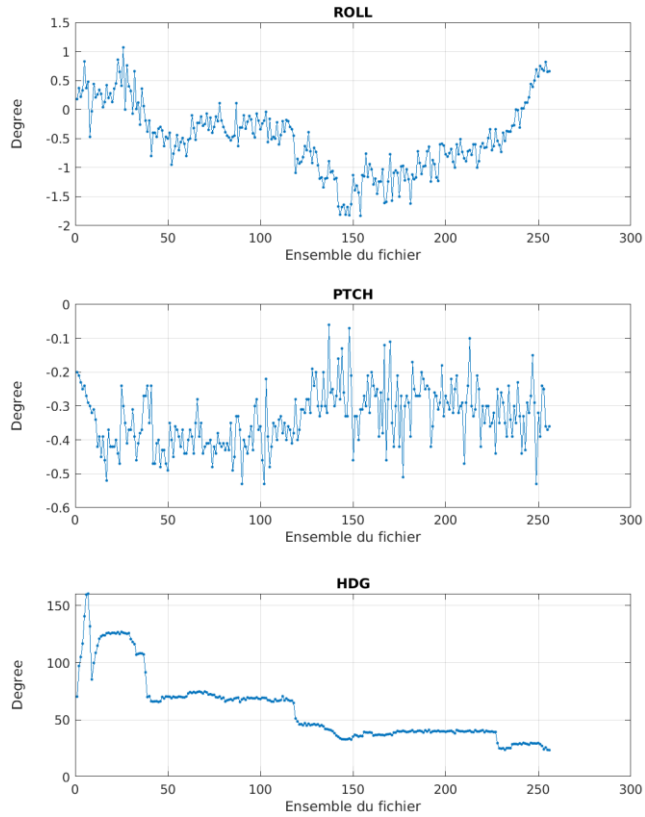 ROLL
1.5
1
0.5
0
-0.5
-1
-1.5
-2
Degree
0 50 100 150 200 250 300
Ensemble du fichier
PTCH
0
-0.1
-0.2
-0.3
-0.4
-0.5
-0.6
Degree
0 50 100 150 200 250 300
Ensemble du fichier
HDG
150
100
50
0
Degree
0 50 100 150 200 250 300
Ensemble du fichier